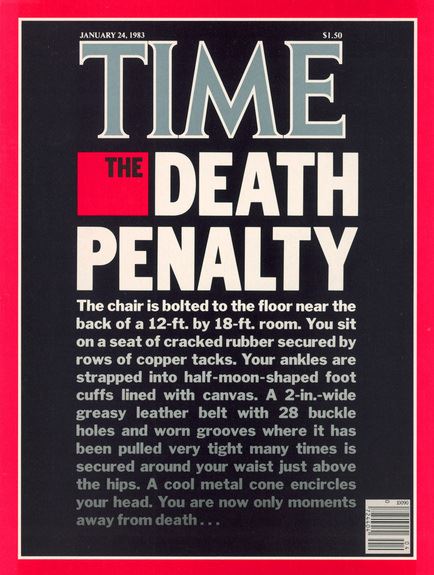 JANUARY 24, 1983 $1.50
TIME
THE DEATH
PENALTY
The chair is bolted to the floor near the
back of a 12-ft. by 18-ft. room. You sit
on a seat of cracked rubber secured by
rows of copper tacks. Your ankles are
strapped into half-moon-shaped foot
cuffs lined with canvas. A 2-in.-wide
greasy leather belt with 28 buckle
holes and worn grooves where it has
been pulled very tight many times is
secured around your waist just above
the hips. A cool metal cone encircles
your head. You are now only moments
away from death . . .